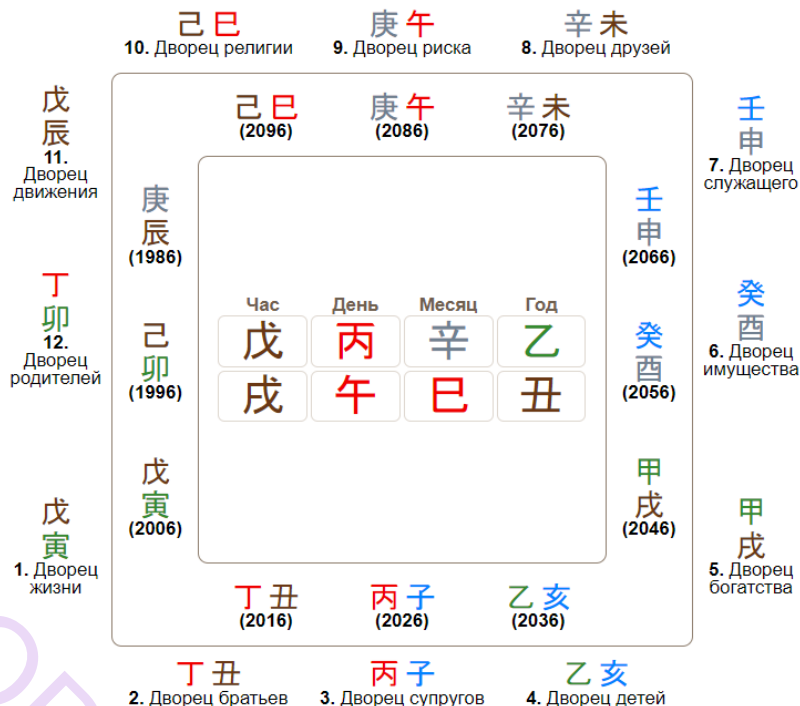 己 巳
10. Дворец религии
庚 午
9. Дворец риска
辛 未
8. Дворец друзей
戊
辰
11.
Дворец
движения
己 巳
(2096)
庚 午
(2086)
辛 未
(2076)
壬
申
7. Дворец
служащего
庚
辰
(1986)
壬
申
(2066)
丁
卯
12.
Дворец
родителей
己
卯
(1996)
Час День Месяц Год
戊 丙 辛 乙
戌 午 巳 丑
癸
酉
(2056)
癸
酉
6. Дворец
имущества
戊
寅
1. Дворец
жизни
戊
寅
(2006)
甲
戌
(2046)
甲
戌
5. Дворец
богатства
丁 丑
(2016)
丙 子
(2026)
乙 亥
(2036)
丁 丑
2. Дворец братьев
丙 子
3. Дворец супругов
乙 亥
4. Дворец детей